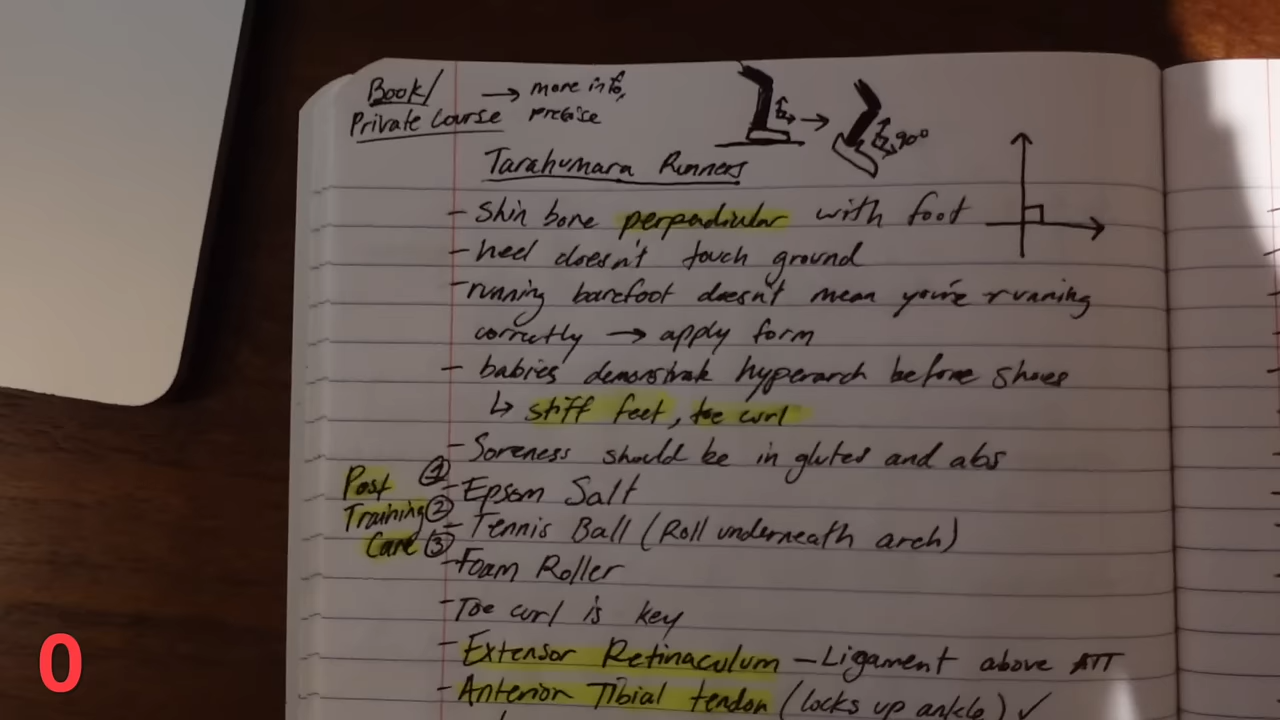 Book/ → more info,
Private Course precise
90°
Tarahumara Runners
- Shin bone perpadiular with foot
- heel doesn't touch ground
- running barefoot doesn't mean you're running
correctly → apply form
- babies demonstrate hyperarch before shoes
↳ stiff feet, toe curl
- Soreness should be in glutes and abs
Post ① - Epsom Salt
Training ② - Tennis Ball (Roll underneath arch)
Care ③ - Foam Roller
- Toe curl is key
- Extensor Retinaculum - Ligament above ATT
- Anterior Tibial tendon (locks up ankle) ✓
0